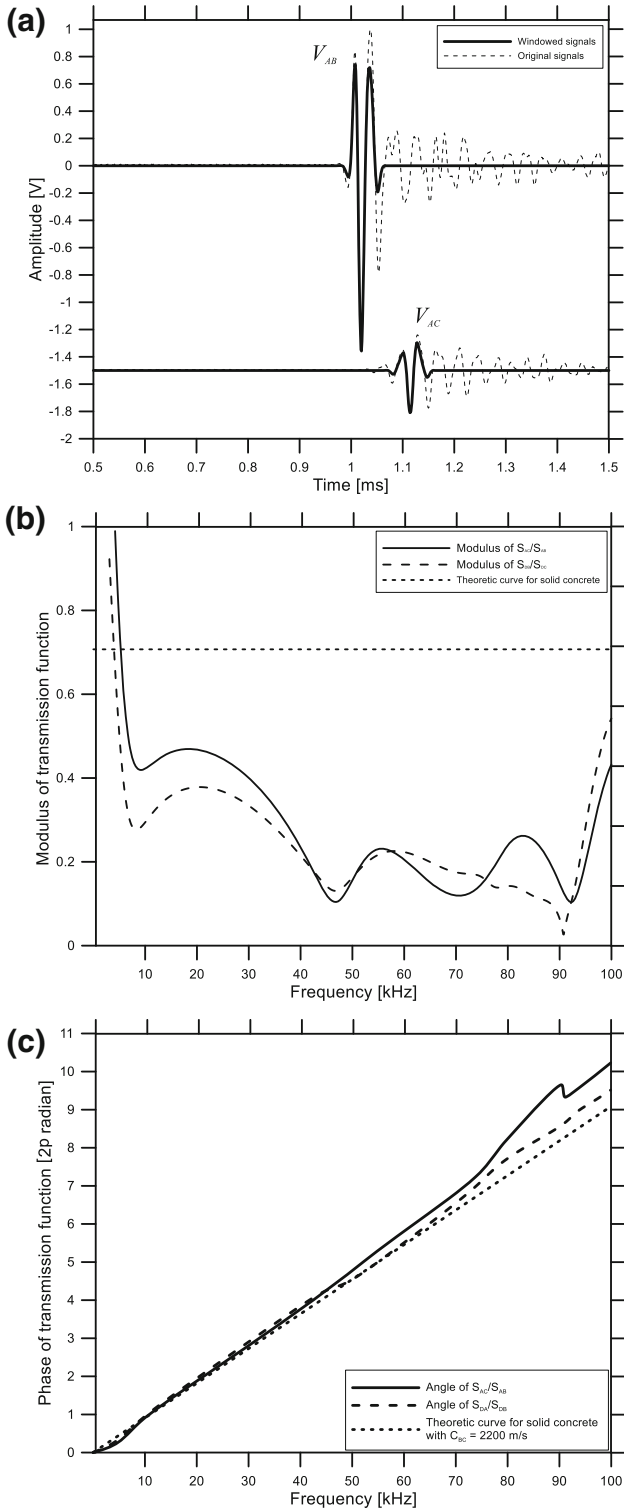 (a)
1
0.8
0.6
0.4
0.2
0
-0.2
-0.4
-0.6
-0.8
-1
-1.2
-1.4
-1.6
-1.8
-2
Amplitude [V]
V_AB
V_AC
Windowed signals
Original signals
0.5 0.6 0.7 0.8 0.9 1 1.1 1.2 1.3 1.4 1.5
Time [ms]
(b)
1
0.8
0.6
0.4
0.2
0
Modulus of transmission function
Modulus of S_AC/S_AB
Modulus of
Theoretic curve for solid concrete
10 20 30 40 50 60 70 80 90 100
Frequency [kHz]
(c)
11
10
9
8
7
6
5
4
3
2
1
0
Phase of transmission function [2p radian]
Angle of S_AC/S_AB
Angle of S_DA/S_DB
Theoretic curve for solid concrete
with C_BC = 2200 m/s
10 20 30 40 50 60 70 80 90 100
Frequency [kHz]